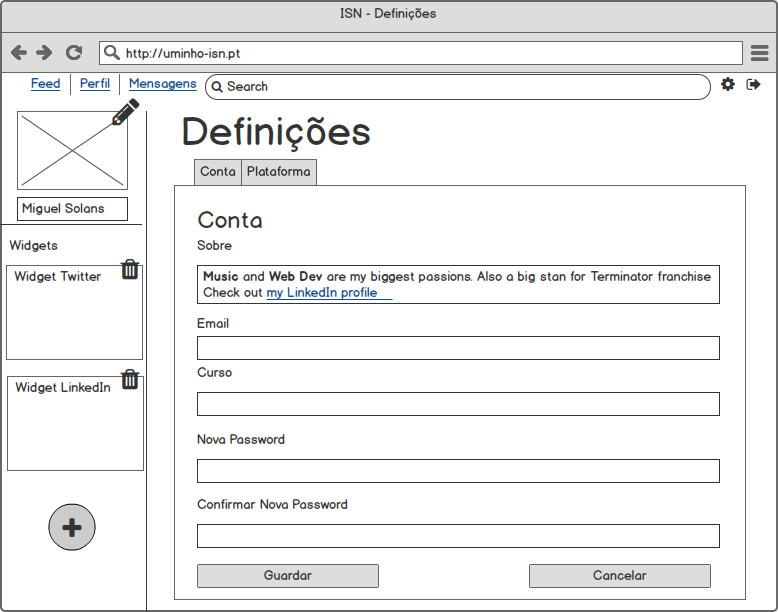 ISN - Definições
http://uminho-isn.pt
Feed Perfil Mensagens Search
Definições
Conta Plataforma
Miguel Solans
Widgets
Widget Twitter
Widget LinkedIn
Conta
Sobre
Music and Web Dev are my biggest passions. Also a big stan for Terminator franchise
Check out my LinkedIn profile
Email
Curso
Nova Password
Confirmar Nova Password
Guardar Cancelar